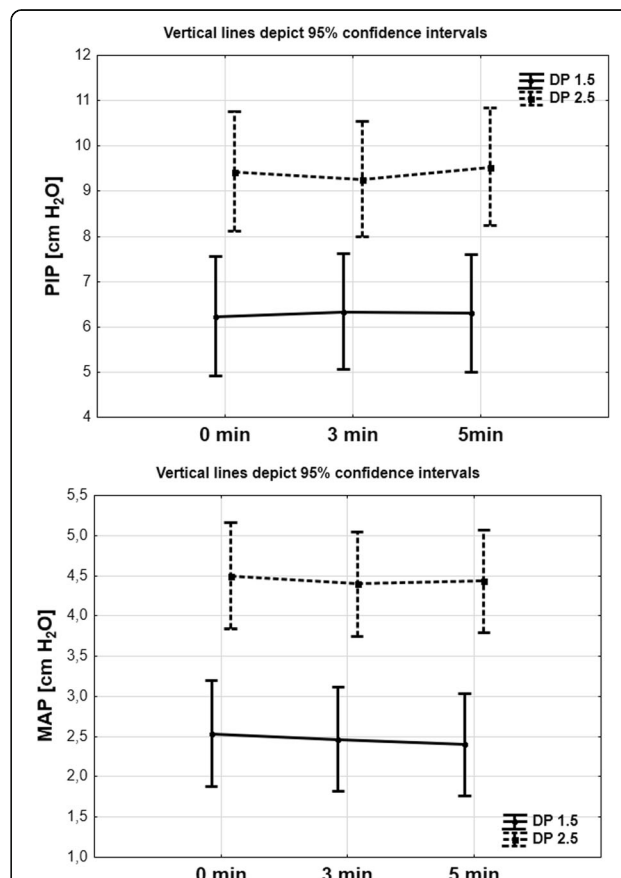 Vertical lines depict 95% confidence intervals
12
11
10
9
8
7
6
5
4
PIP [cm H₂O]
DP 1.5
DP 2.5
0 min 3 min 5min
Vertical lines depict 95% confidence intervals
5,5
5,0
4,5
4,0
3,5
3,0
2,5
2,0
1,5
1,0
MAP [cm H₂O]
DP 1.5
DP 2.5
0 min 3 min 5 min